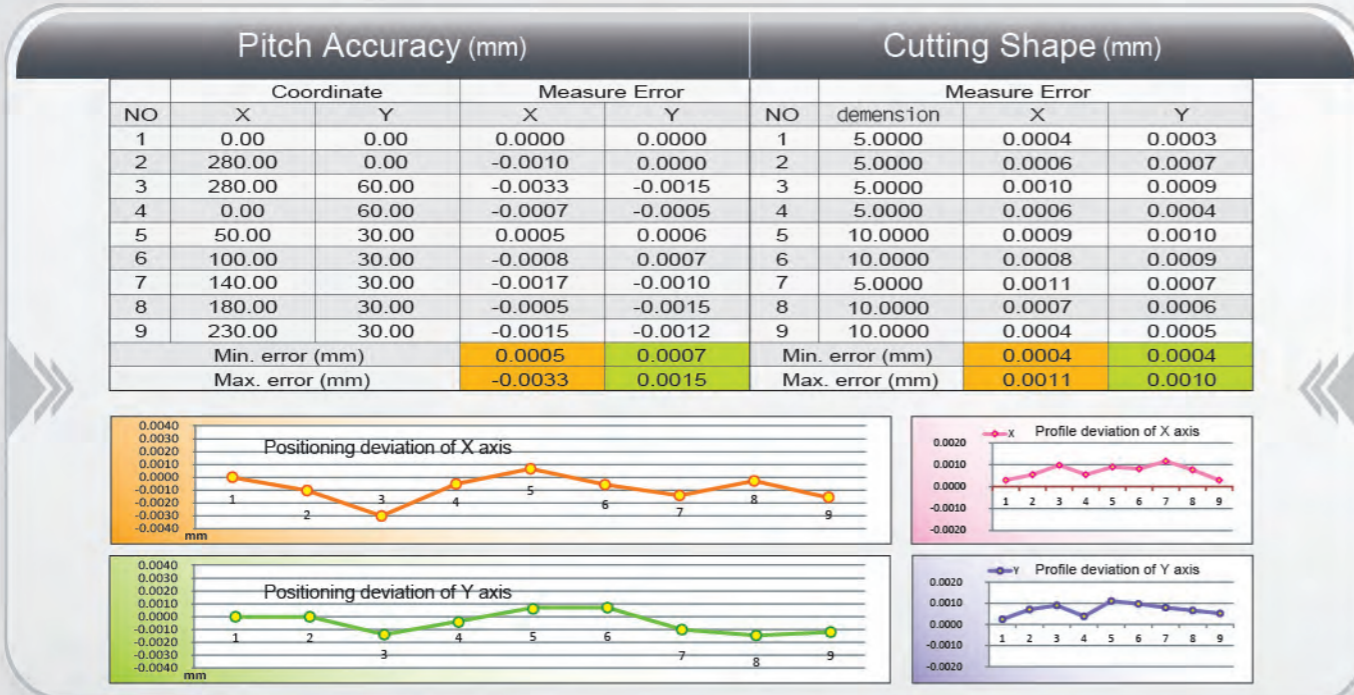 Pitch Accuracy (mm)
Cutting Shape (mm)
Coordinate Measure Error Measure Error
NO X Y X Y NO demension X Y
1 0.00 0.00 0.0000 0.0000 1 5.0000 0.0004 0.0003
2 280.00 0.00 -0.0010 0.0000 2 5.0000 0.0006 0.0007
3 280.00 60.00 -0.0033 -0.0015 3 5.0000 0.0010 0.0009
4 0.00 60.00 -0.0007 -0.0005 4 5.0000 0.0006 0.0004
5 50.00 30.00 0.0005 0.0006 5 10.0000 0.0009 0.0010
6 100.00 30.00 -0.0008 0.0007 6 10.0000 0.0008 0.0009
7 140.00 30.00 -0.0017 -0.0010 7 5.0000 0.0011 0.0007
8 180.00 30.00 -0.0005 -0.0015 8 10.0000 0.0007 0.0006
9 230.00 30.00 -0.0015 -0.0012 9 10.0000 0.0004 0.0005
Min. error (mm) 0.0005 0.0007 Min. error (mm) 0.0004 0.0004
Max. error (mm) -0.0033 0.0015 Max. error (mm) 0.0011 0.0010
Positioning deviation of X axis
0.0040
0.0030
0.0020
0.0010
0.0000
-0.0010
-0.0020
-0.0030
-0.0040
mm
1 2 3 4 5 6 7 8 9
X Profile deviation of X axis
0.0020
0.0010
0.0000
-0.0010
-0.0020
1 2 3 4 5 6 7 8 9
Positioning deviation of Y axis
0.0040
0.0030
0.0020
0.0010
0.0000
-0.0010
-0.0020
-0.0030
-0.0040
mm
1 2 3 4 5 6 7 8 9
Y Profile deviation of Y axis
0.0020
0.0010
0.0000
-0.0010
-0.0020
1 2 3 4 5 6 7 8 9